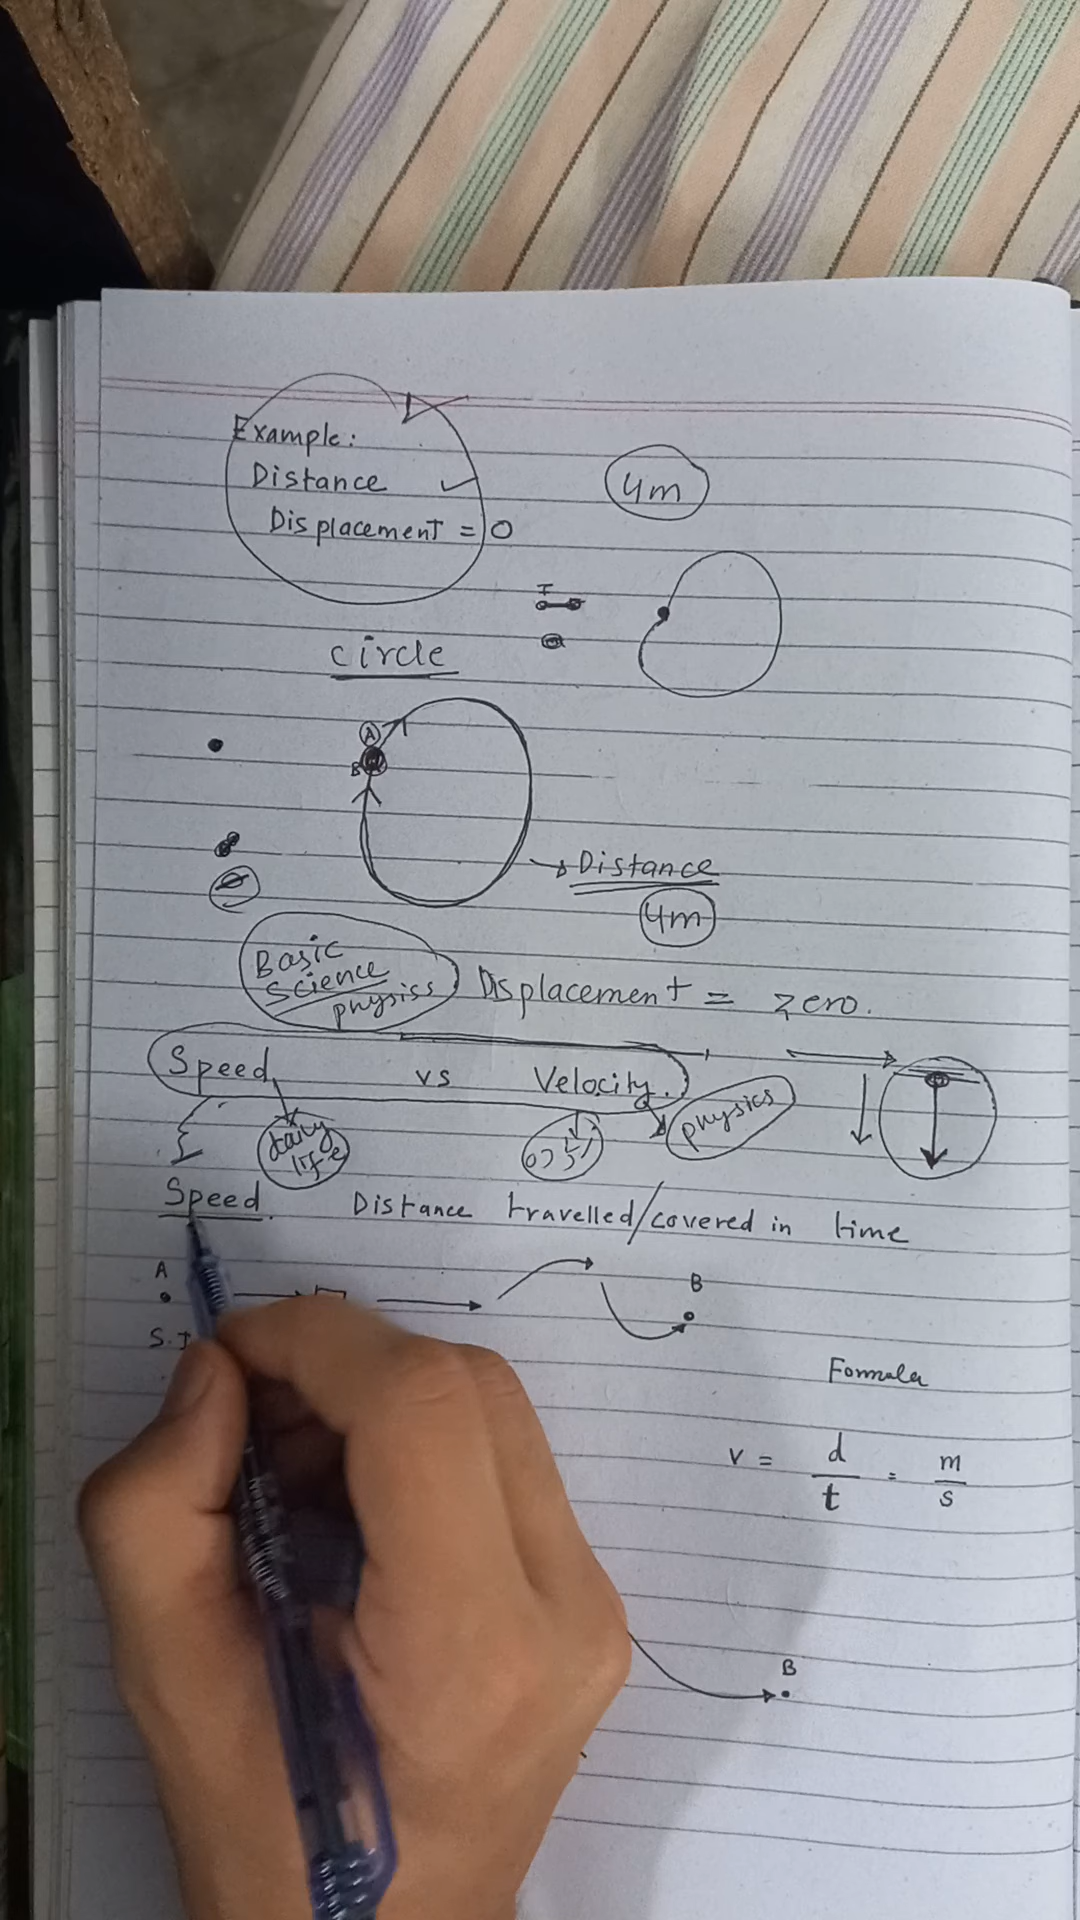 Example:
Distance
Displacement = 0
4m
I
circle
A
B
Distance
4m
Basic
Science
physiss
Displacement = zero.
Speed vs Velocity.
daily
life
physics
Speed. Distance travelled/covered in time
A
B
S.I
Formula
v = d/t = m/s
B